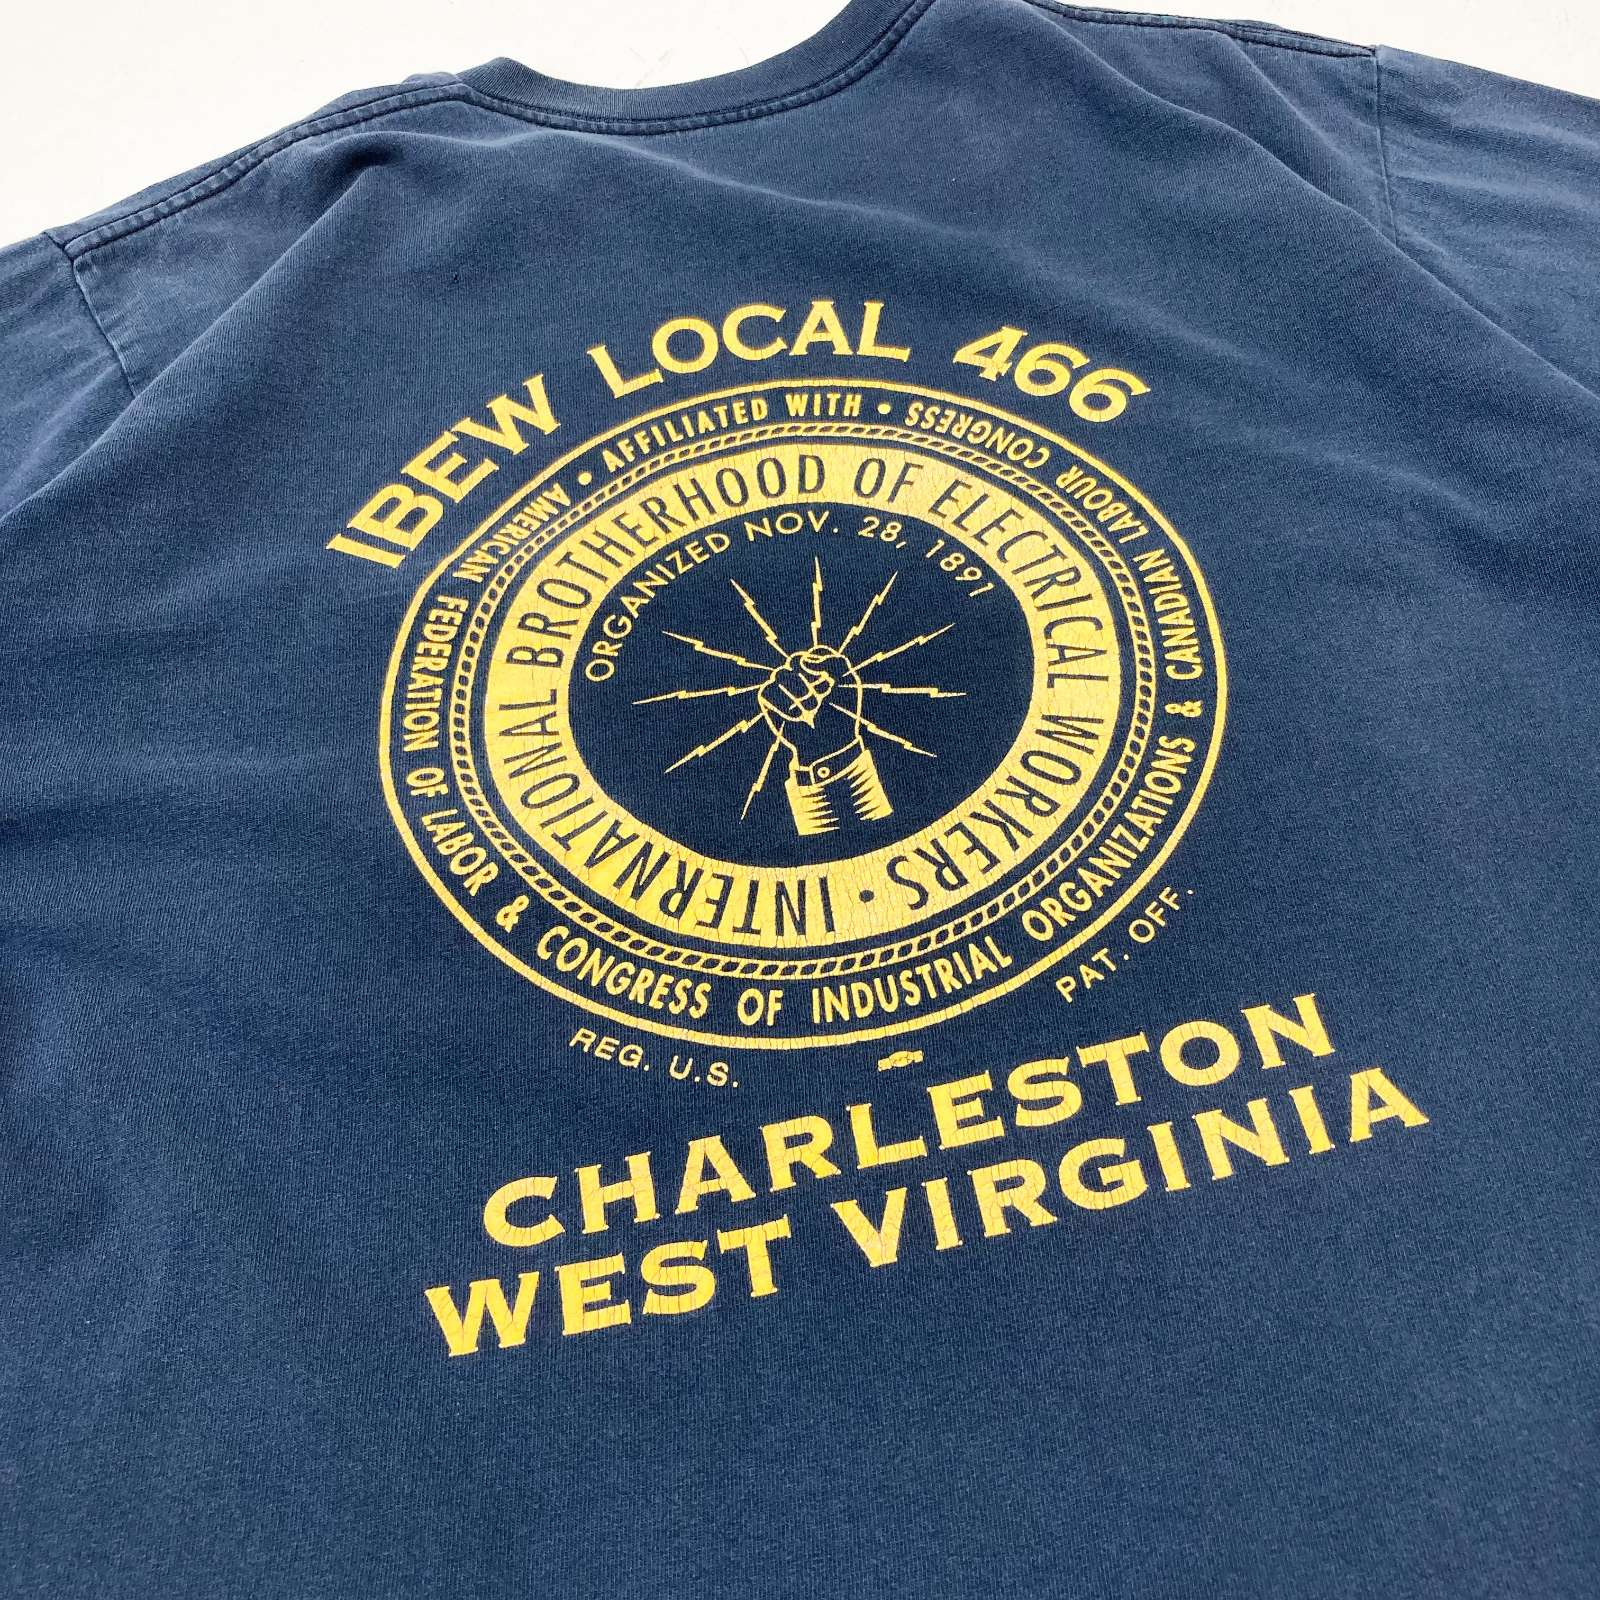 IBEW LOCAL 466
• AFFILIATED WITH •
AMERICAN FEDERATION OF LABOR & CONGRESS OF INDUSTRIAL ORGANIZATIONS & CANADIAN LABOUR CONGRESS
INTERNATIONAL BROTHERHOOD OF ELECTRICAL WORKERS •
ORGANIZED NOV. 28, 1891
REG. U.S. PAT. OFF.
CHARLESTON
WEST VIRGINIA